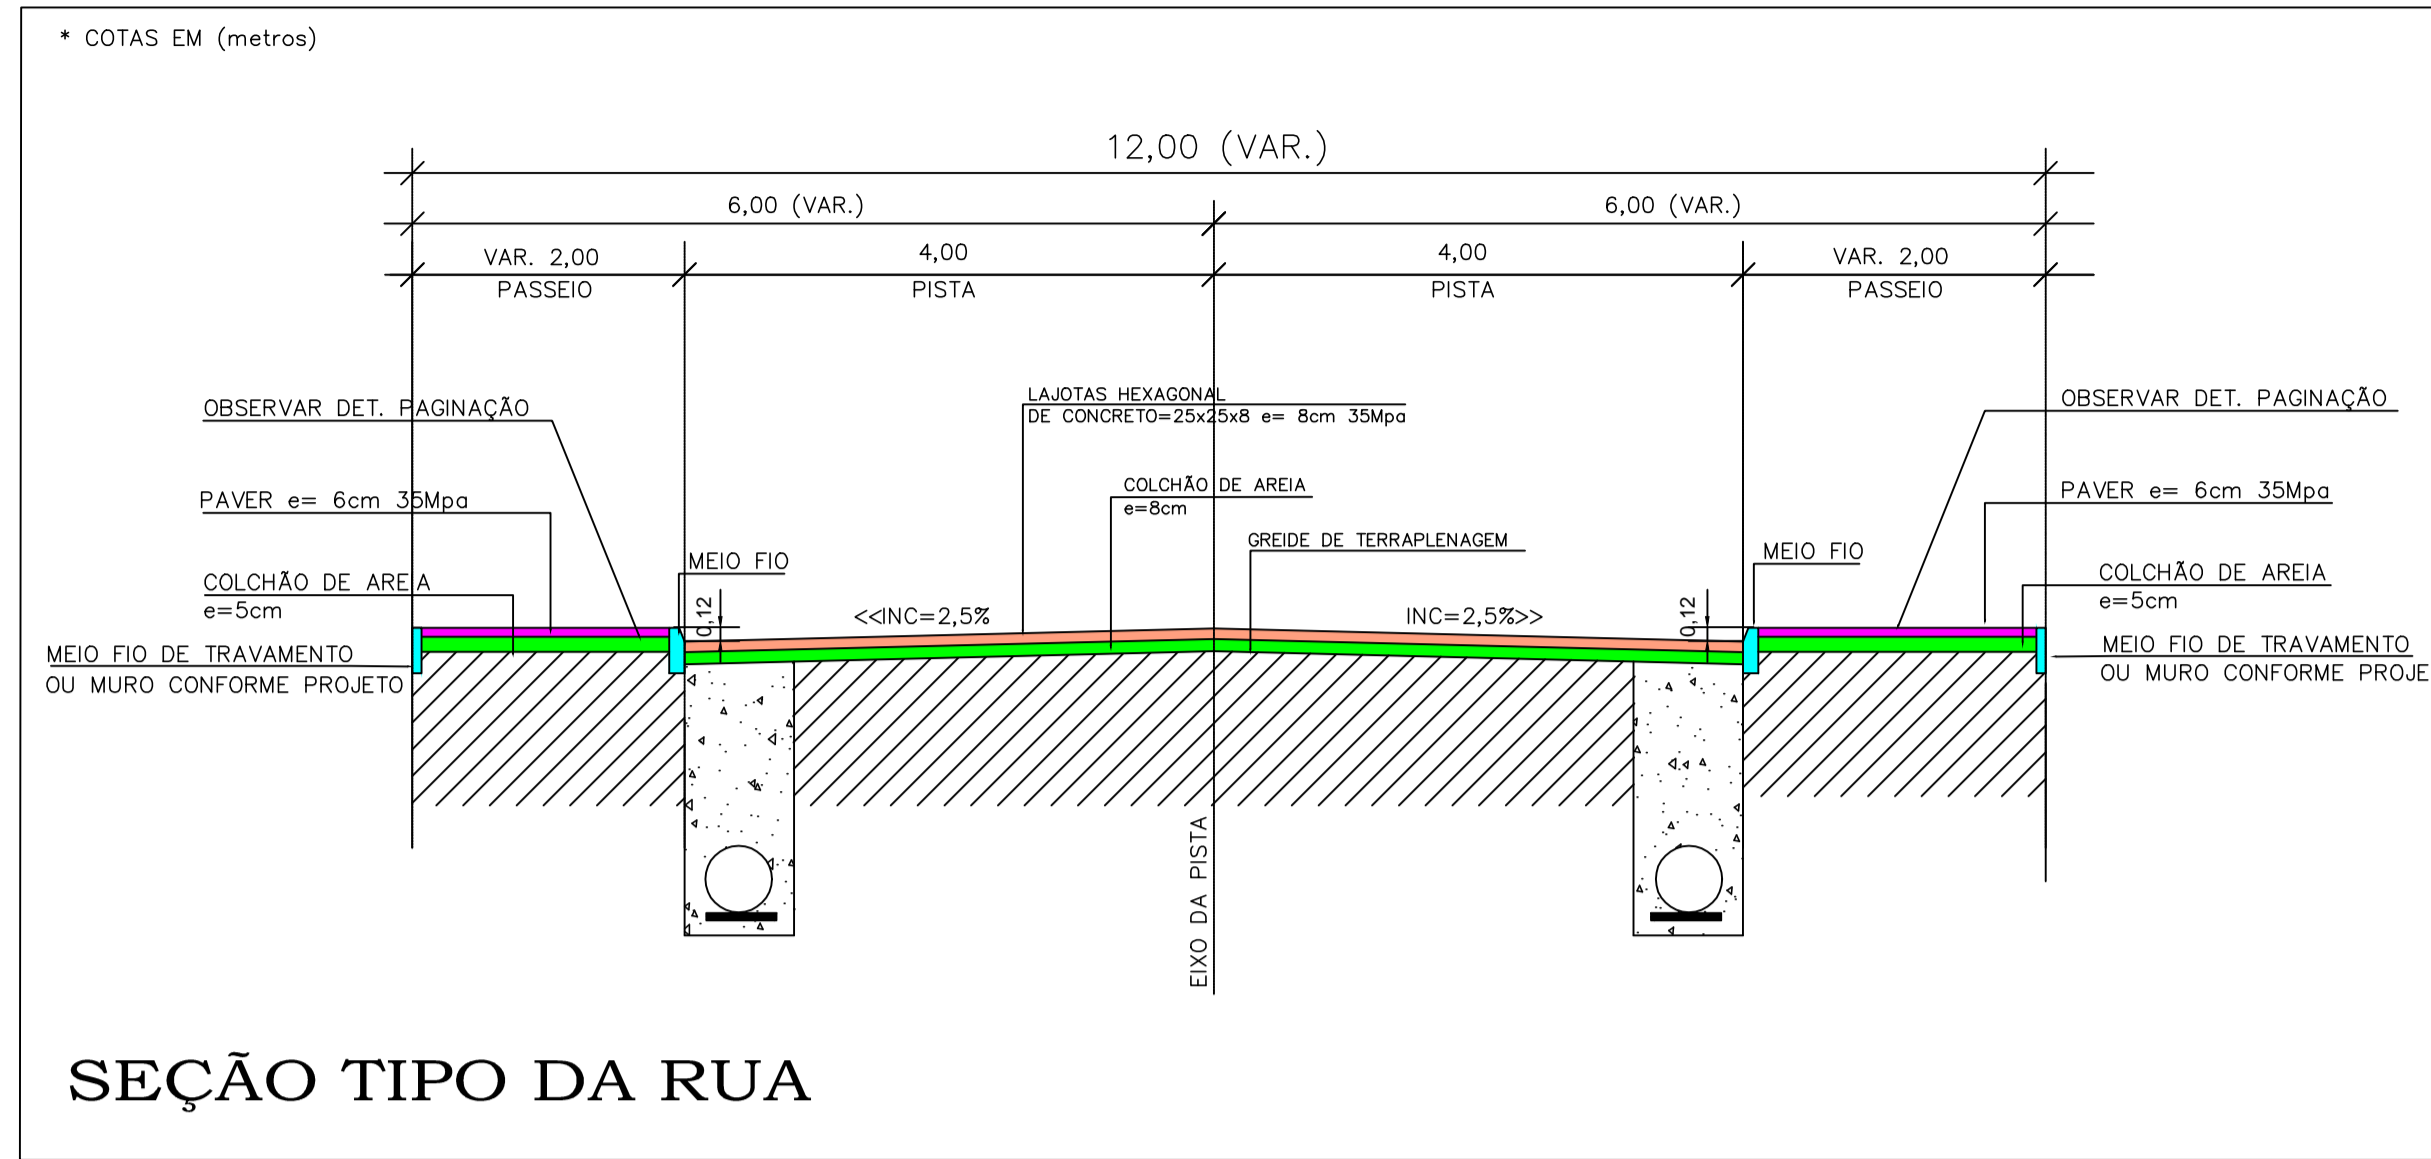 * COTAS EM (metros)
12,00 (VAR.)
6,00 (VAR.)
6,00 (VAR.)
VAR. 2,00
PASSEIO
4,00
PISTA
4,00
PISTA
VAR. 2,00
PASSEIO
OBSERVAR DET. PAGINAÇÃO
PAVER e= 6cm 35Mpa
COLCHÃO DE AREIA
e=5cm
MEIO FIO DE TRAVAMENTO
OU MURO CONFORME PROJETO
MEIO FIO
0,12
<<INC=2,5%
LAJOTAS HEXAGONAL
DE CONCRETO=25x25x8 e= 8cm 35Mpa
COLCHÃO DE AREIA
e=8cm
GREIDE DE TERRAPLENAGEM
INC=2,5%>>
0,12
MEIO FIO
OBSERVAR DET. PAGINAÇÃO
PAVER e= 6cm 35Mpa
COLCHÃO DE AREIA
e=5cm
MEIO FIO DE TRAVAMENTO
OU MURO CONFORME PROJE
EIXO DA PISTA
SEÇÃO TIPO DA RUA